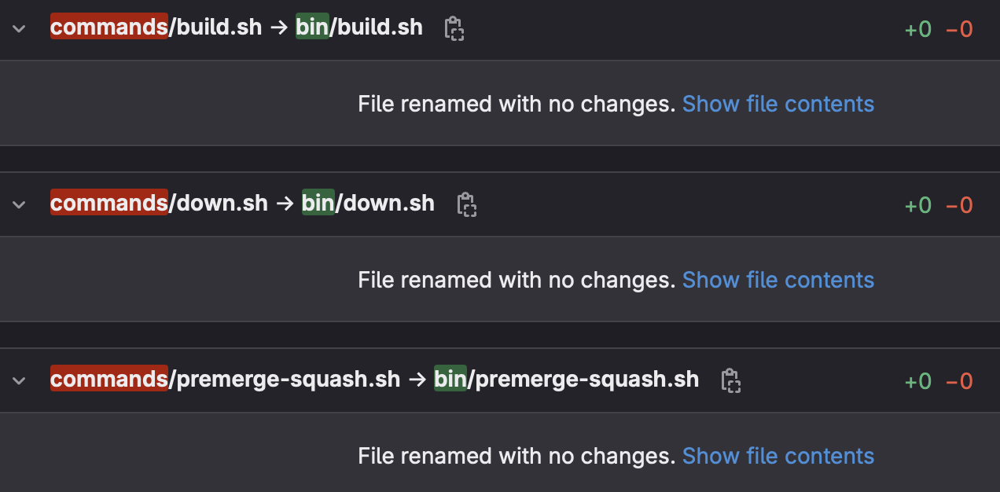 commands/build.sh → bin/build.sh +0 −0
File renamed with no changes. Show file contents
commands/down.sh → bin/down.sh +0 −0
File renamed with no changes. Show file contents
commands/premerge-squash.sh → bin/premerge-squash.sh +0 −0
File renamed with no changes. Show file contents